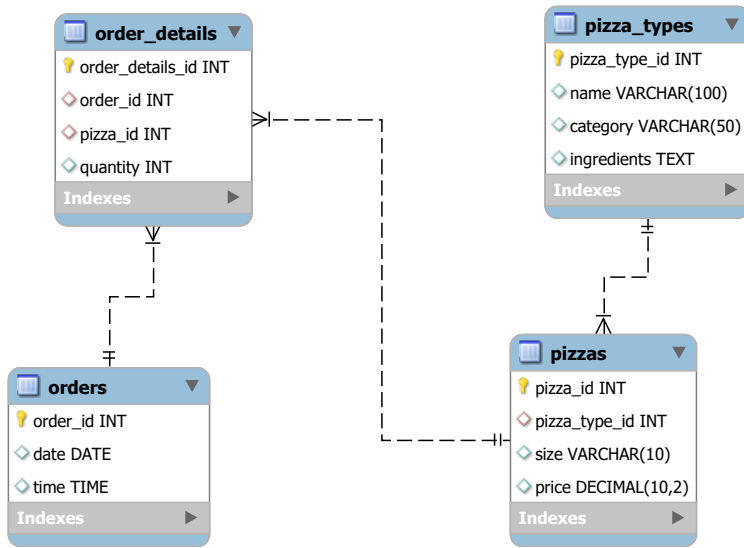 order_details
order_details_id INT
order_id INT
pizza_id INT
quantity INT
Indexes
pizza_types
pizza_type_id INT
name VARCHAR(100)
category VARCHAR(50)
ingredients TEXT
Indexes
orders
order_id INT
date DATE
time TIME
Indexes
pizzas
pizza_id INT
pizza_type_id INT
size VARCHAR(10)
price DECIMAL(10,2)
Indexes